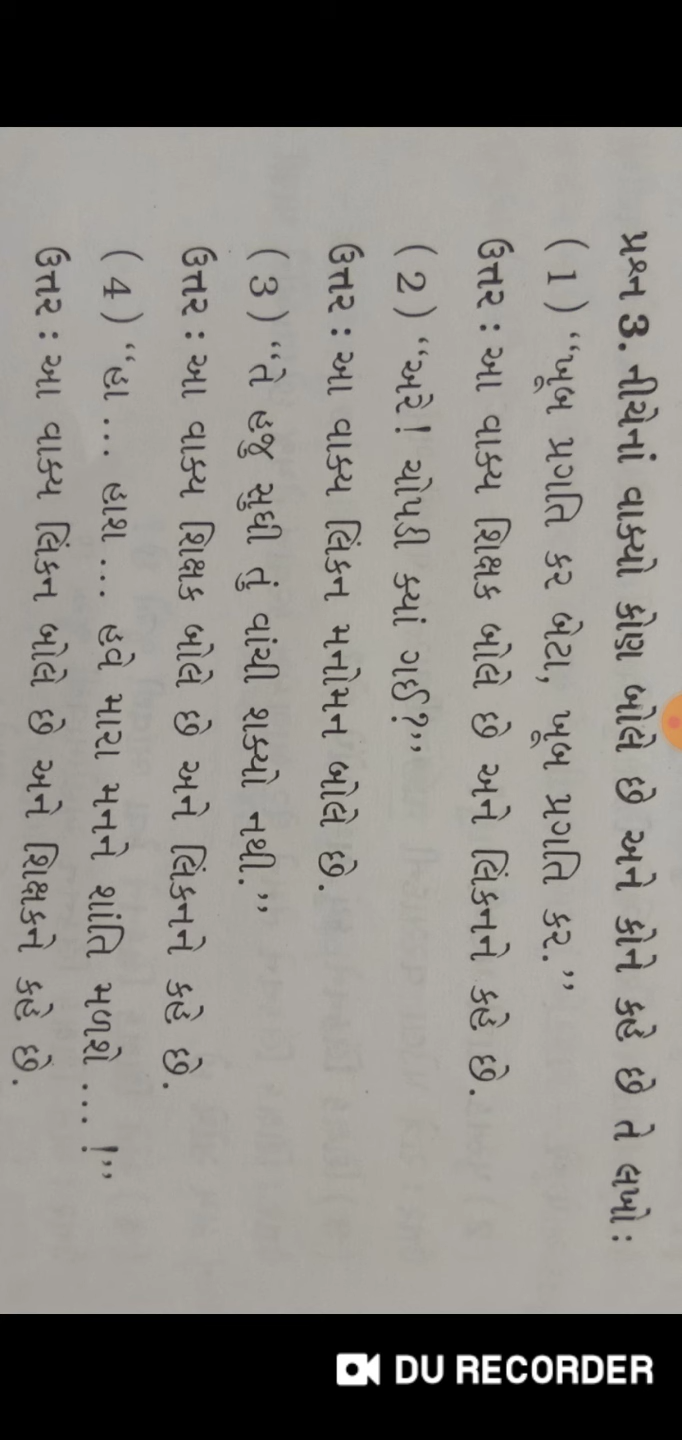 પ્રશ્ન 3. નીચેનાં વાક્યો કોણ બોલે છે અને કોને કહે છે તે લખો :
( 1 ) “ખૂબ પ્રગતિ કર બેટા, ખૂબ પ્રગતિ કર.”
ઉત્તર : આ વાક્ય શિક્ષક બોલે છે અને લિંકનને કહે છે.
( 2 ) “અરે ! ચોપડી ક્યાં ગઈ?”
ઉત્તર : આ વાક્ય લિંકન મનોમન બોલે છે.
( 3 ) “તે હજુ સુધી તું વાંચી શક્યો નથી.”
ઉત્તર : આ વાક્ય શિક્ષક બોલે છે અને લિંકનને કહે છે.
( 4 ) “હા ... હાશ ... હવે મારા મનને શાંતિ મળશે .... !”
ઉત્તર : આ વાક્ય લિંકન બોલે છે અને શિક્ષકને કહે છે.
DU RECORDER